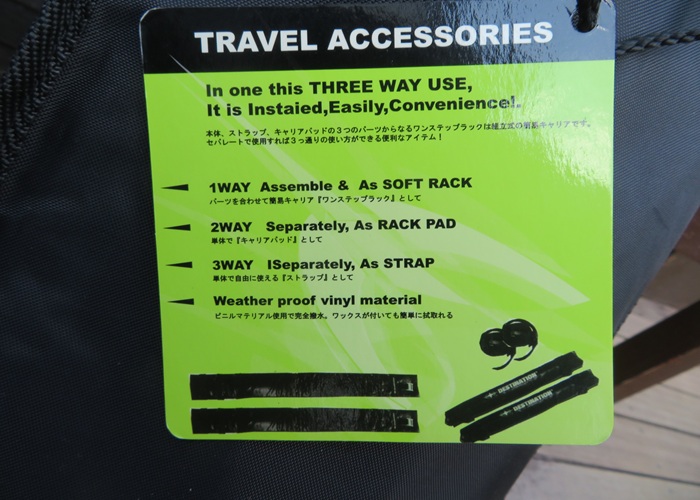 TRAVEL ACCESSORIES
In one this THREE WAY USE,
It is Instaied,Easily,Convenience!.
本体、ストラップ、キャリアパッドの3つのパーツからなるワンステップラックは組立式の簡易キャリアです。
セパレートで使用すれば3っ通りの使い方ができる便利なアイテム!
1WAY Assemble & As SOFT RACK
パーツを合わせて簡易キャリア『ワンステップラック』として
2WAY Separately, As RACK PAD
単体で『キャリアパッド』として
3WAY ISeparately, As STRAP
単体で自由に使える『ストラップ』として
Weather proof vinyl material
ビニルマテリアル使用で完全撥水。ワックスが付いても簡単に拭取れる
DESTINATION
DESTINATION